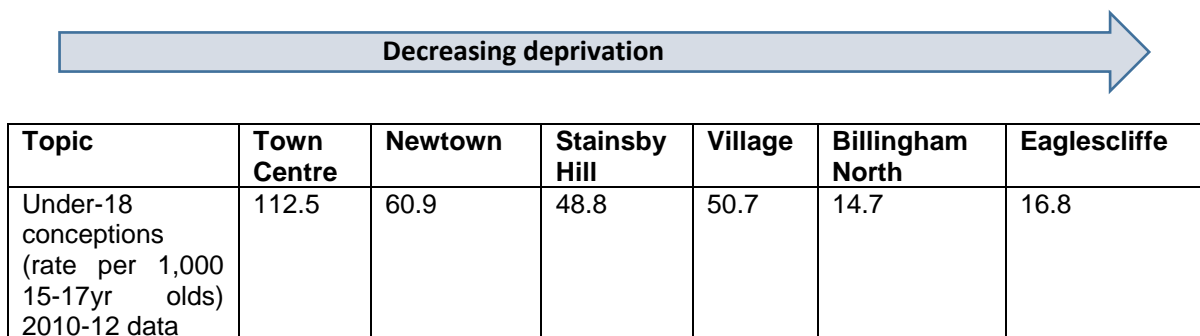 Decreasing deprivation
Topic Town Centre Newtown Stainsby Hill Village Billingham North Eaglescliffe
Under-18 conceptions (rate per 1,000 15-17yr olds) 2010-12 data 112.5 60.9 48.8 50.7 14.7 16.8